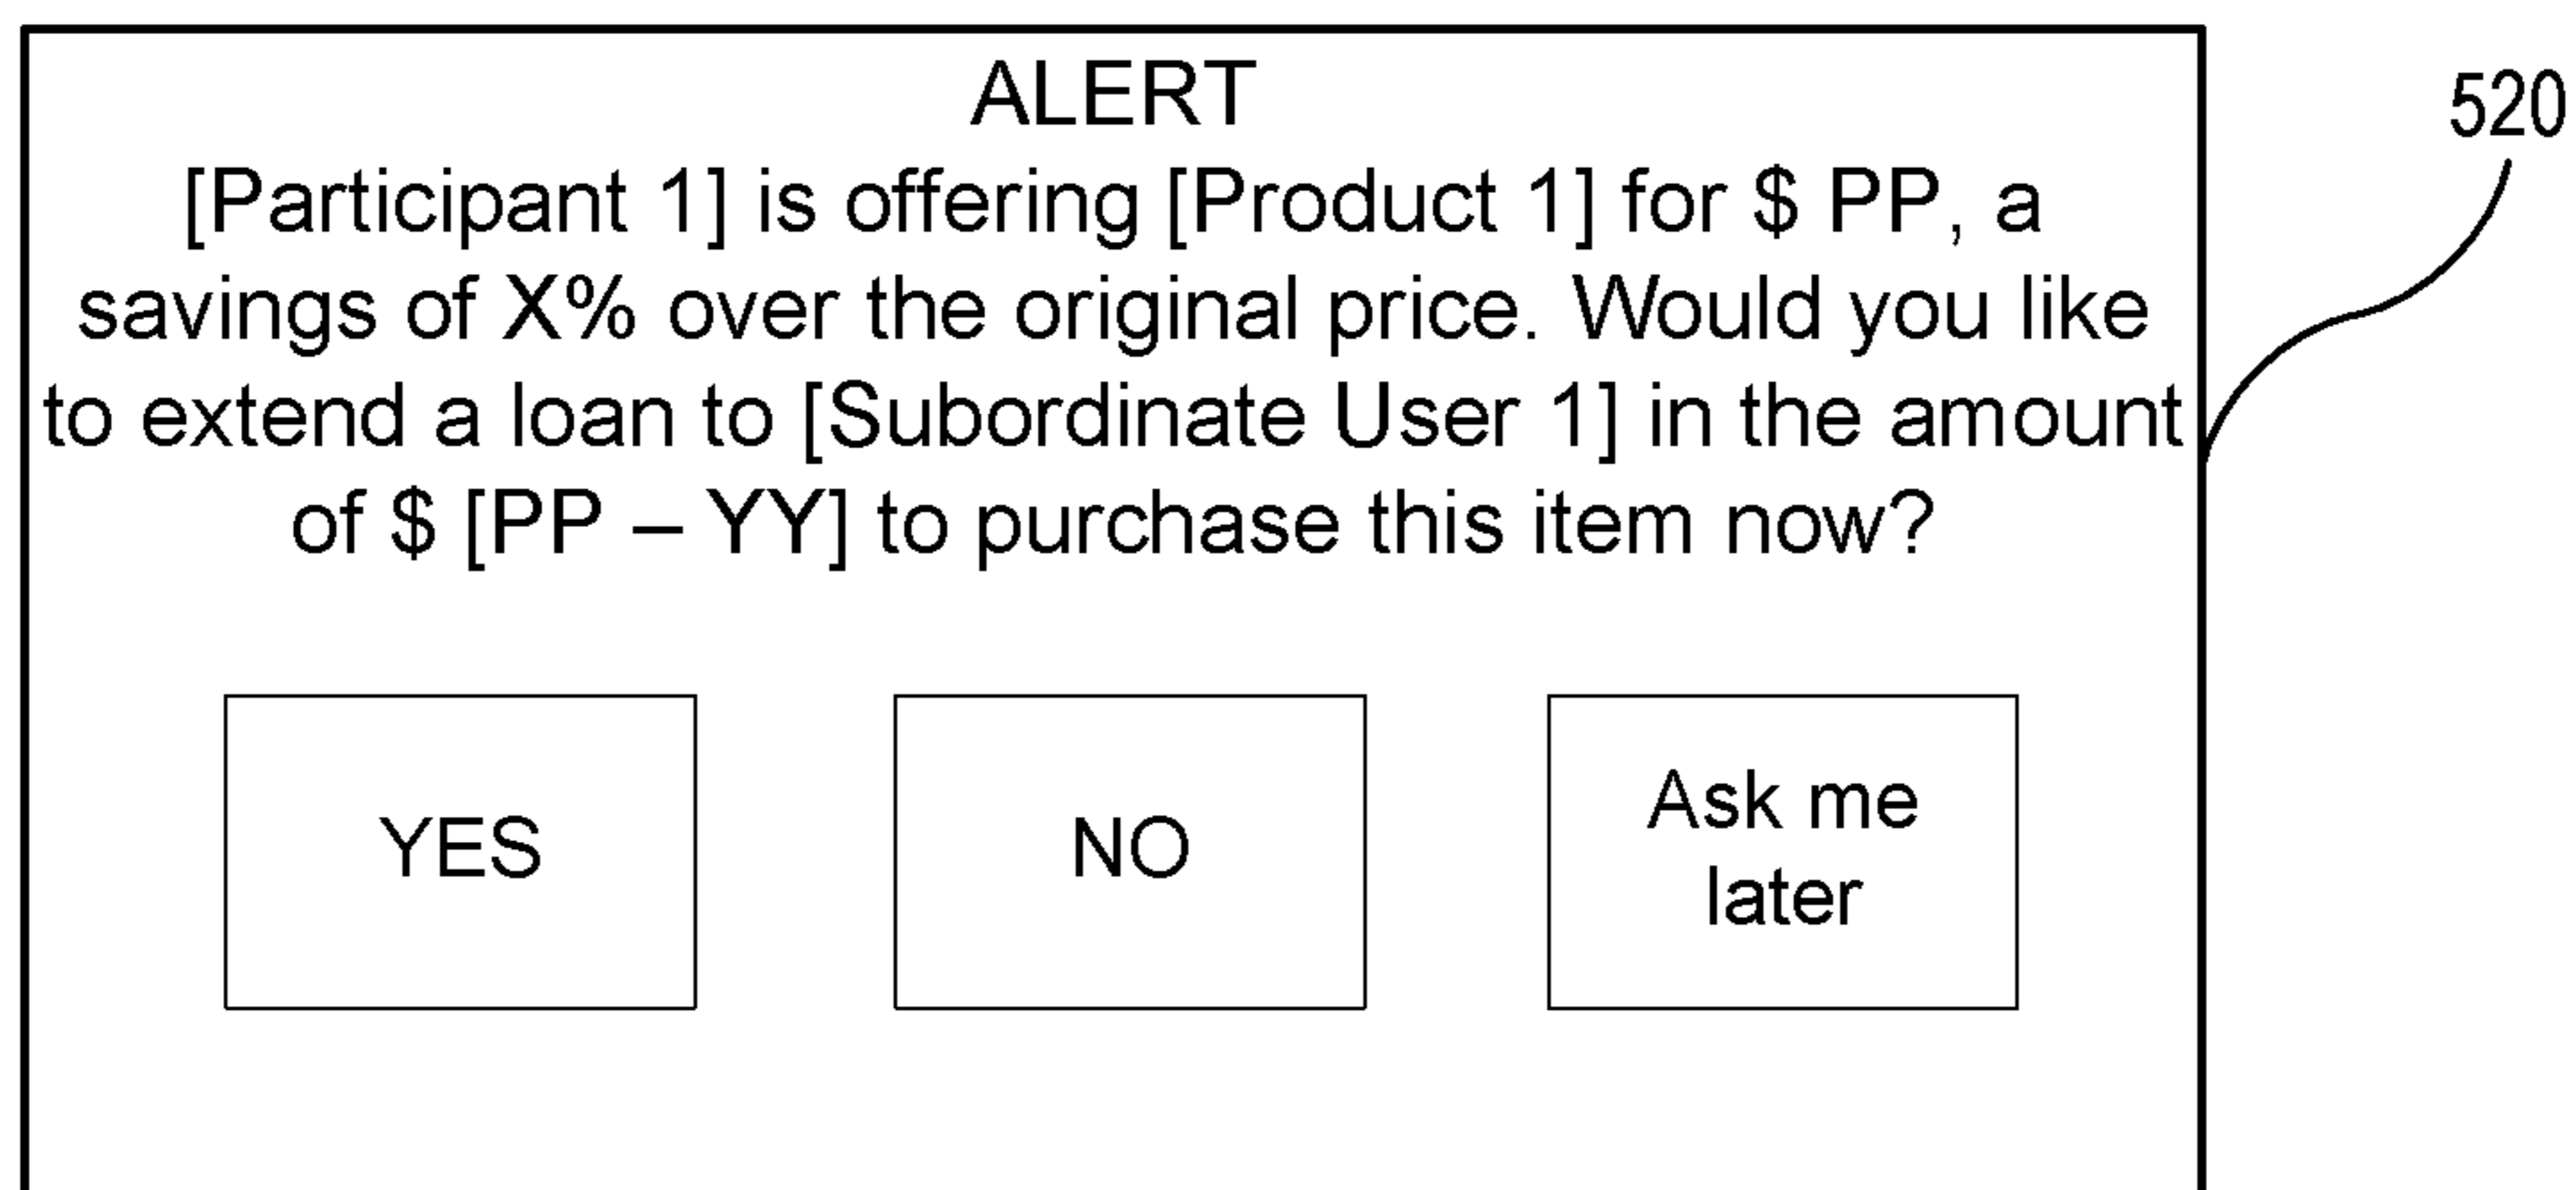 ALERT
520
[Participant 1] is offering [Product 1] for $ PP, a
savings of X% over the original price. Would you like
to extend a loan to [Subordinate User 1] in the amount
of $ [PP – YY] to purchase this item now?
YES
NO
Ask me
later